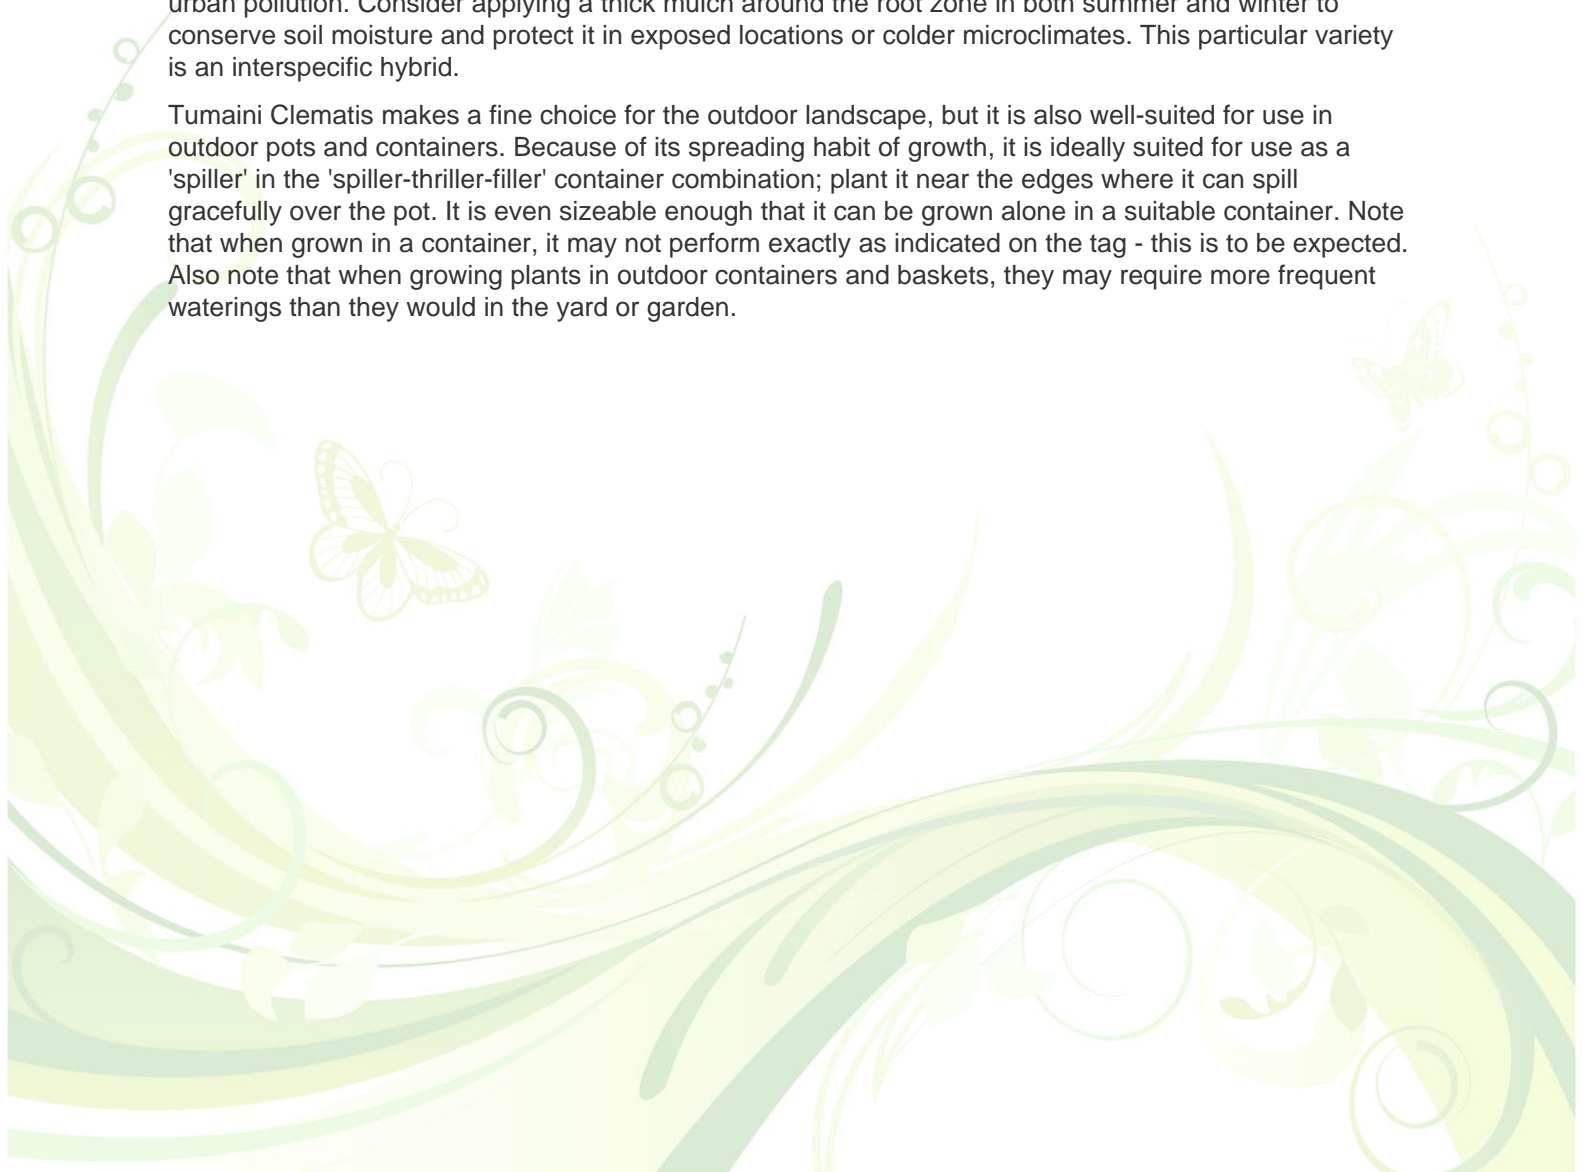 urban pollution. Consider applying a thick mulch around the root zone in both summer and winter to
conserve soil moisture and protect it in exposed locations or colder microclimates. This particular variety
is an interspecific hybrid.
Tumaini Clematis makes a fine choice for the outdoor landscape, but it is also well-suited for use in
outdoor pots and containers. Because of its spreading habit of growth, it is ideally suited for use as a
'spiller' in the 'spiller-thriller-filler' container combination; plant it near the edges where it can spill
gracefully over the pot. It is even sizeable enough that it can be grown alone in a suitable container. Note
that when grown in a container, it may not perform exactly as indicated on the tag - this is to be expected.
Also note that when growing plants in outdoor containers and baskets, they may require more frequent
waterings than they would in the yard or garden.